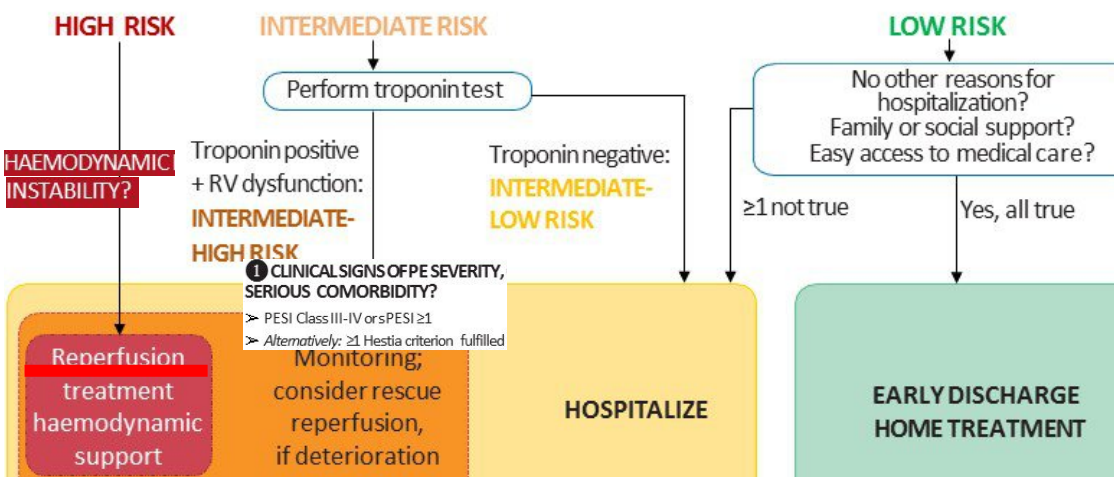 HIGH RISK
INTERMEDIATE RISK
LOW RISK
Perform troponin test
No other reasons for
hospitalization?
Family or social support?
Easy access to medical care?
HAEMODYNAMIC
INSTABILITY?
Troponin positive
+ RV dysfunction:
INTERMEDIATE-
HIGH RISK
Troponin negative:
INTERMEDIATE-
LOW RISK
≥1 not true
Yes, all true
1 CLINICAL SIGNS OF PE SEVERITY,
SERIOUS COMORBIDITY?
➢ PESI Class III-IV or sPESI ≥1
➢ Alternatively: ≥1 Hestia criterion fulfilled
Reperfusion
treatment
haemodynamic
support
Monitoring;
consider rescue
reperfusion,
if deterioration
HOSPITALIZE
EARLY DISCHARGE
HOME TREATMENT